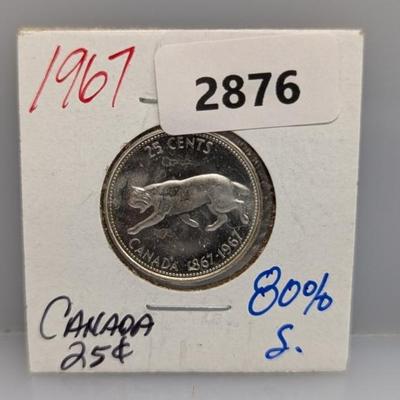 1967
2876
25 CENTS
CANADA 1867-1967
CANADA
25¢
80%
S.